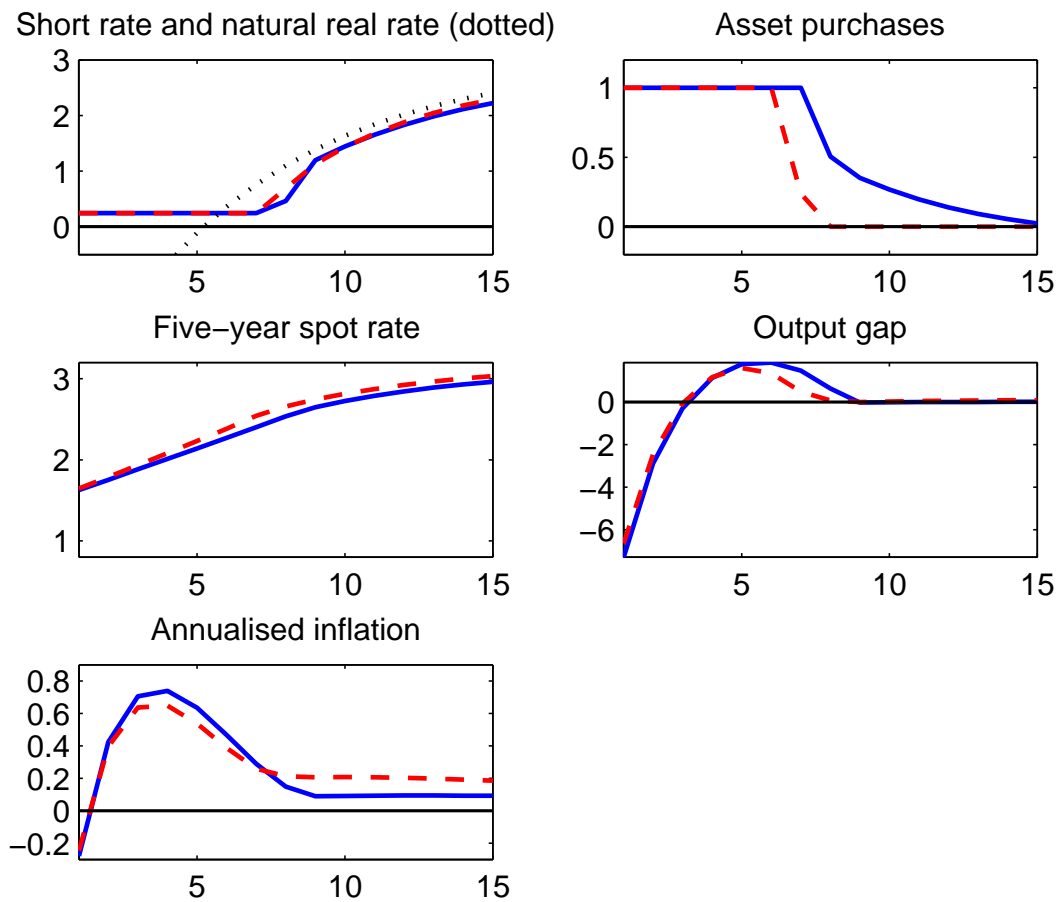 Short rate and natural real rate (dotted)
3
2
1
0
5 10 15
Asset purchases
1
0.5
0
5 10 15
Five−year spot rate
3
2
1
5 10 15
Output gap
0
−2
−4
−6
5 10 15
Annualised inflation
0.8
0.6
0.4
0.2
0
−0.2
5 10 15